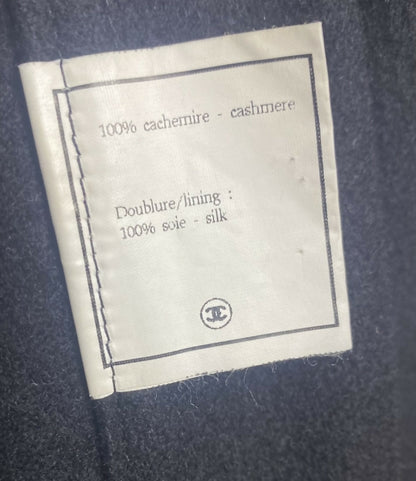 100% cachemire - cashmere
Doublure/lining :
100% soie - silk